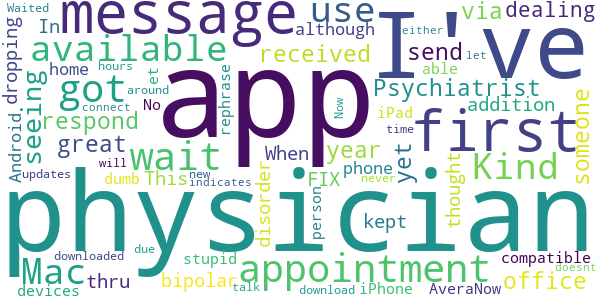 Waited
message
I've
use
via
dealing
In
although
either
send
let
available
received
dropping
home
hours
able
app
Psychiatrist
got
No
around
rephrase
iPad
addition
seeing
et
connect
Now
first
someone
respond
Android
great
wait
When
year
phone
time
yet
Kind
updates
will
dumb
This
new
indicates
disorder
FIX
person
kept
never
thought
physician
Mac
downloaded
due
appointment
compatible
doesnt
thru
stupid
bipolar
talk
office
devices
download
iPhone
AveraNow